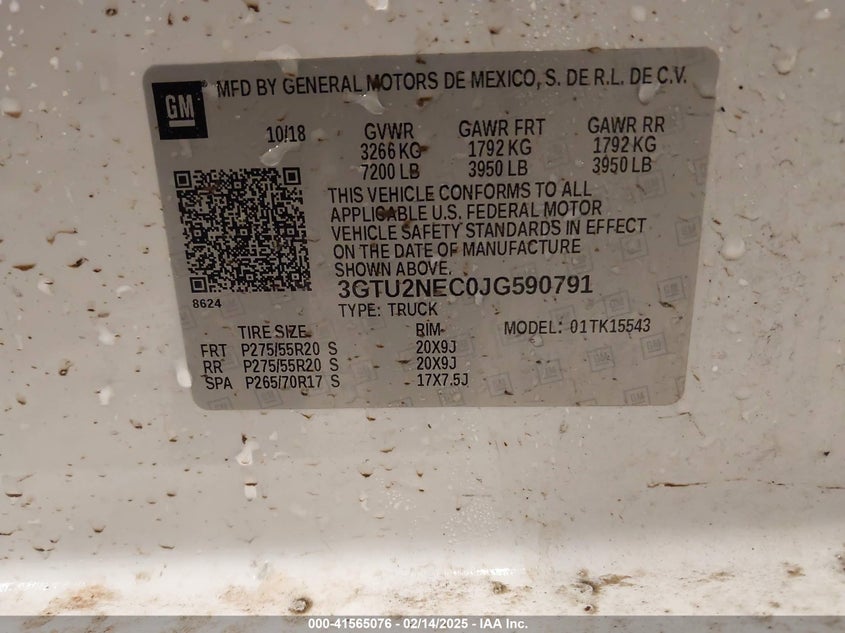 GM
® MFD BY GENERAL MOTORS DE MEXICO, S. DE R.L. DE C.V.
10/18 GVWR GAWR FRT GAWR RR
3266 KG 1792 KG 1792 KG
7200 LB 3950 LB 3950 LB
THIS VEHICLE CONFORMS TO ALL
APPLICABLE U.S. FEDERAL MOTOR
VEHICLE SAFETY STANDARDS IN EFFECT
ON THE DATE OF MANUFACTURE
SHOWN ABOVE.
8624
3GTU2NEC0JG590791
TYPE: TRUCK MODEL: 01TK15543
TIRE SIZE RIM
FRT P275/55R20 S 20X9J
RR P275/55R20 S 20X9J
SPA P265/70R17 S 17X7.5J
000-41565076 - 02/14/2025 - IAA Inc.